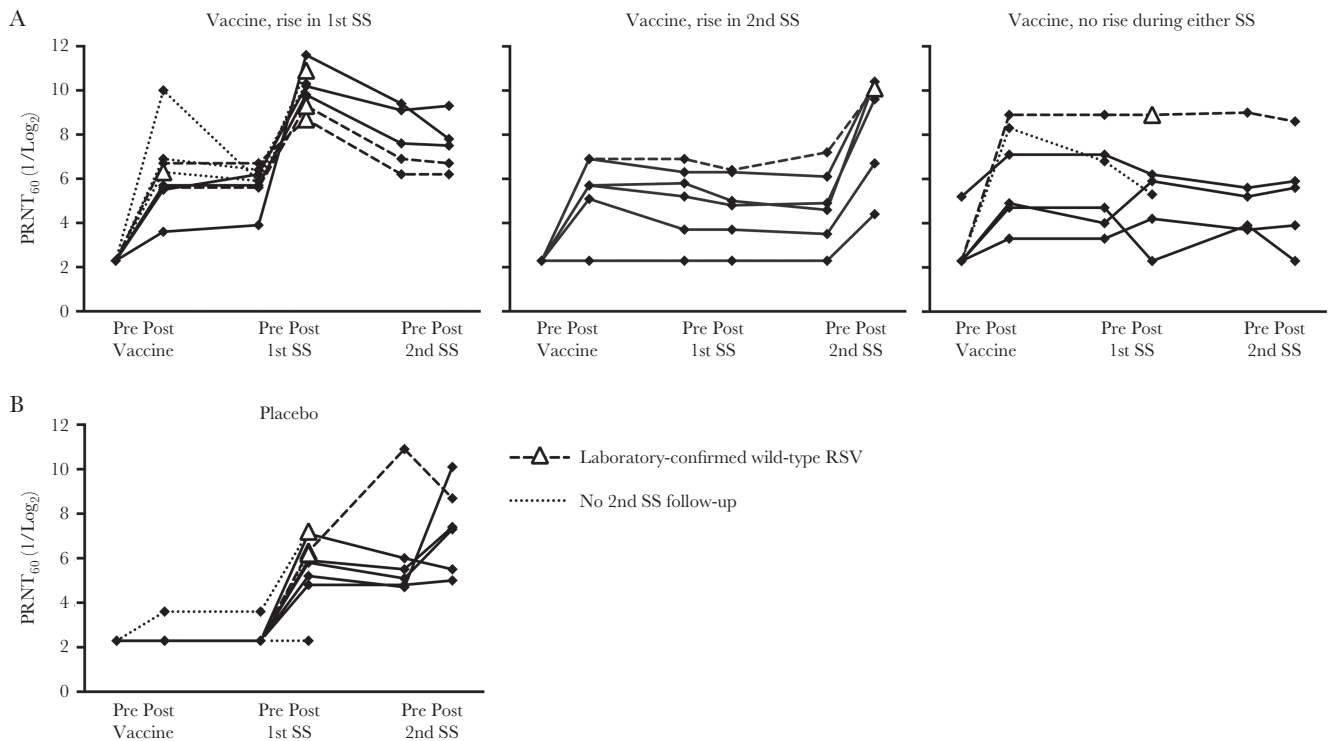 A
Vaccine, rise in 1st SS
Vaccine, rise in 2nd SS
Vaccine, no rise during either SS
PRNT60 (1/Log2)
12
10
8
6
4
2
0
Pre Post
Vaccine
Pre Post
1st SS
Pre Post
2nd SS
Pre Post
Vaccine
Pre Post
1st SS
Pre Post
2nd SS
Pre Post
Vaccine
Pre Post
1st SS
Pre Post
2nd SS
B
Placebo
PRNT60 (1/Log2)
12
10
8
6
4
2
0
Pre Post
Vaccine
Pre Post
1st SS
Pre Post
2nd SS
Laboratory-confirmed wild-type RSV
No 2nd SS follow-up